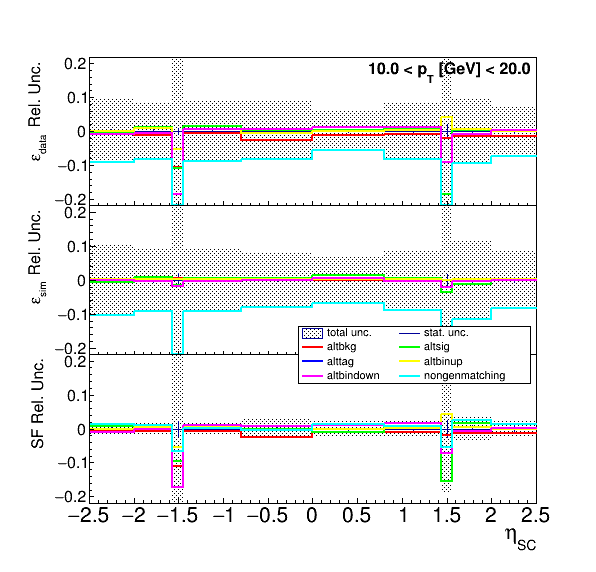 10.0 < p_T [GeV] < 20.0
ε_data Rel. Unc.
0.2
0.1
0
−0.1
−0.2
ε_sim Rel. Unc.
0.2
0.1
0
−0.1
−0.2
total unc. stat. unc.
altbkg altsig
alttag altbinup
altbindown nongenmatching
SF Rel. Unc.
0.2
0.1
0
−0.1
−0.2
−2.5 −2 −1.5 −1 −0.5 0 0.5 1 1.5 2 2.5
η_SC